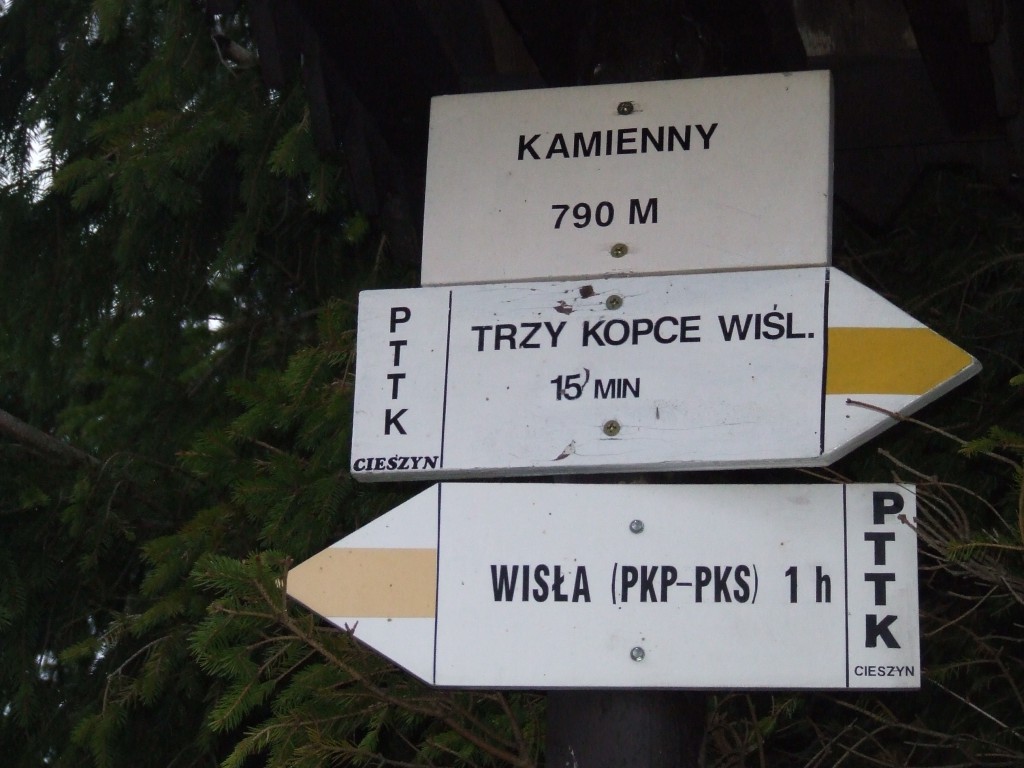 KAMIENNY
790 M
PTTK
CIESZYN
TRZY KOPCE WIŚL.
15' MIN
WISŁA (PKP-PKS) 1 h
PTTK
CIESZYN